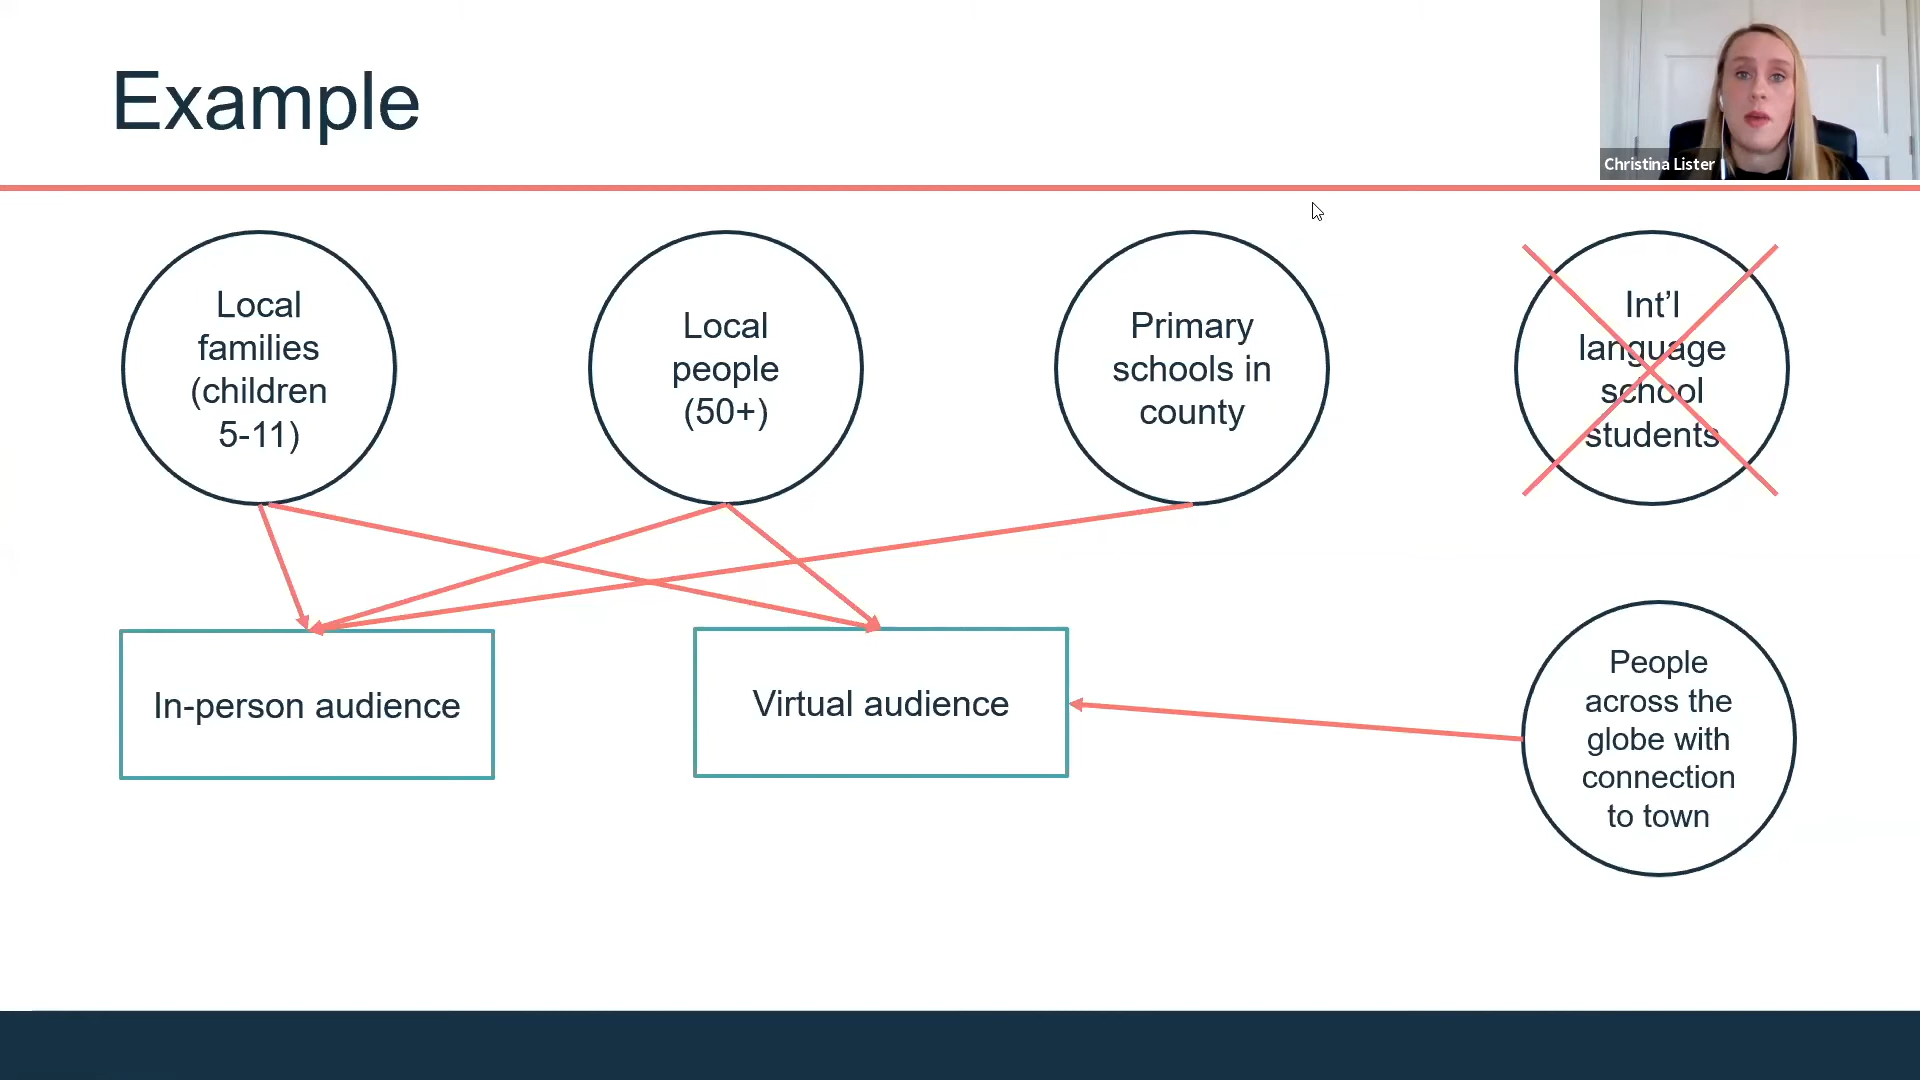 Example
Christina Lister
Local
families
(children
5-11)
Local
people
(50+)
Primary
schools in
county
Int’l
language
school
students
In-person audience
Virtual audience
People
across the
globe with
connection
to town